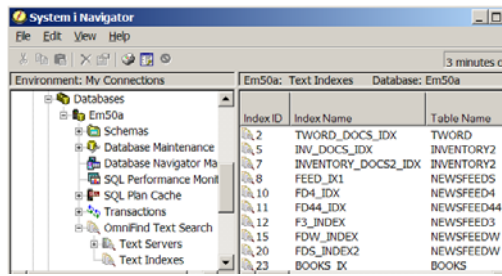 System i Navigator
File Edit View Help
3 minutes
Environment: My Connections
Em50a: Text Indexes Database: Em50a
Databases
Em50a
Schemas
Database Maintenance
Database Navigator Ma
SQL Performance Monit
SQL Plan Cache
Transactions
OmniFind Text Search
Text Servers
Text Indexes
Index ID Index Name Table Name
2 TWORD_DOCS_IDX TWORD
5 INV_DOCS_IDX INVENTORY2
7 INVENTORY_DOCS2_IDX INVENTORY2
8 FEED_IX1 NEWSFEEDS
10 FD4_IDX NEWSFEED4
11 FD44_IDX NEWSFEED44
12 F3_INDEX NEWSFEED3
15 FDW_INDEX NEWSFEEDW
20 FDS_INDEX2 NEWSFEEDW
23 BOOKS_IX BOOKS